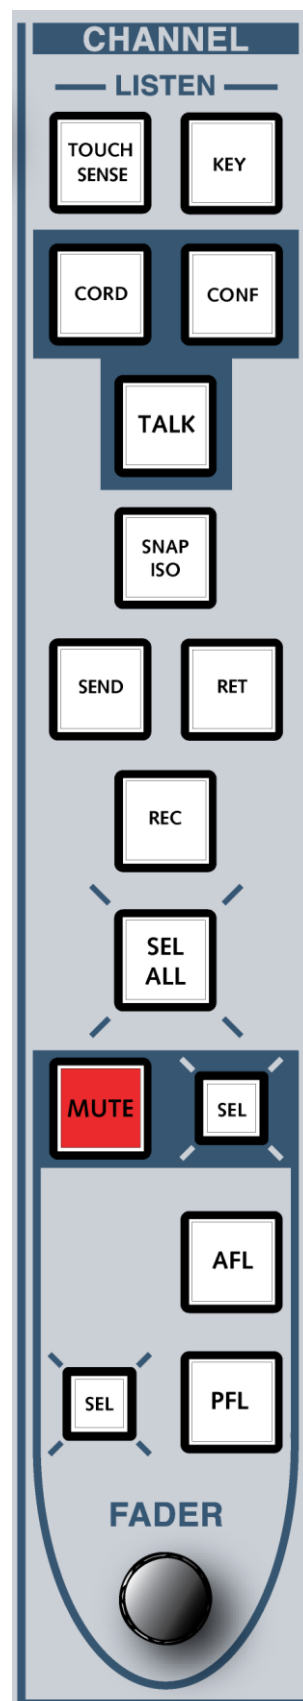 CHANNEL
LISTEN
TOUCH
SENSE
KEY
CORD
CONF
TALK
SNAP
ISO
SEND
RET
REC
SEL
ALL
MUTE
SEL
AFL
SEL
PFL
FADER